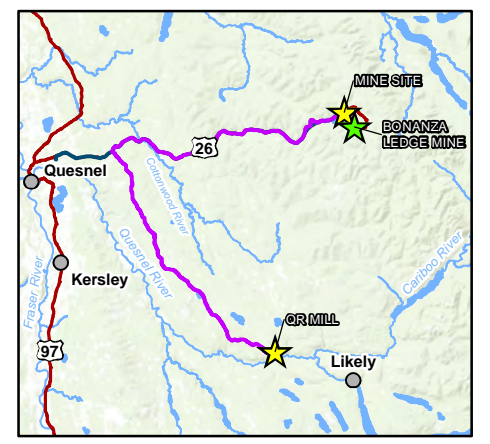 MINE SITE
BONANZA
LEDGE MINE
26
Quesnel
Cottonwood River
Quesnel River
Cariboo River
Fraser River
Kersley
QR MILL
97
Likely